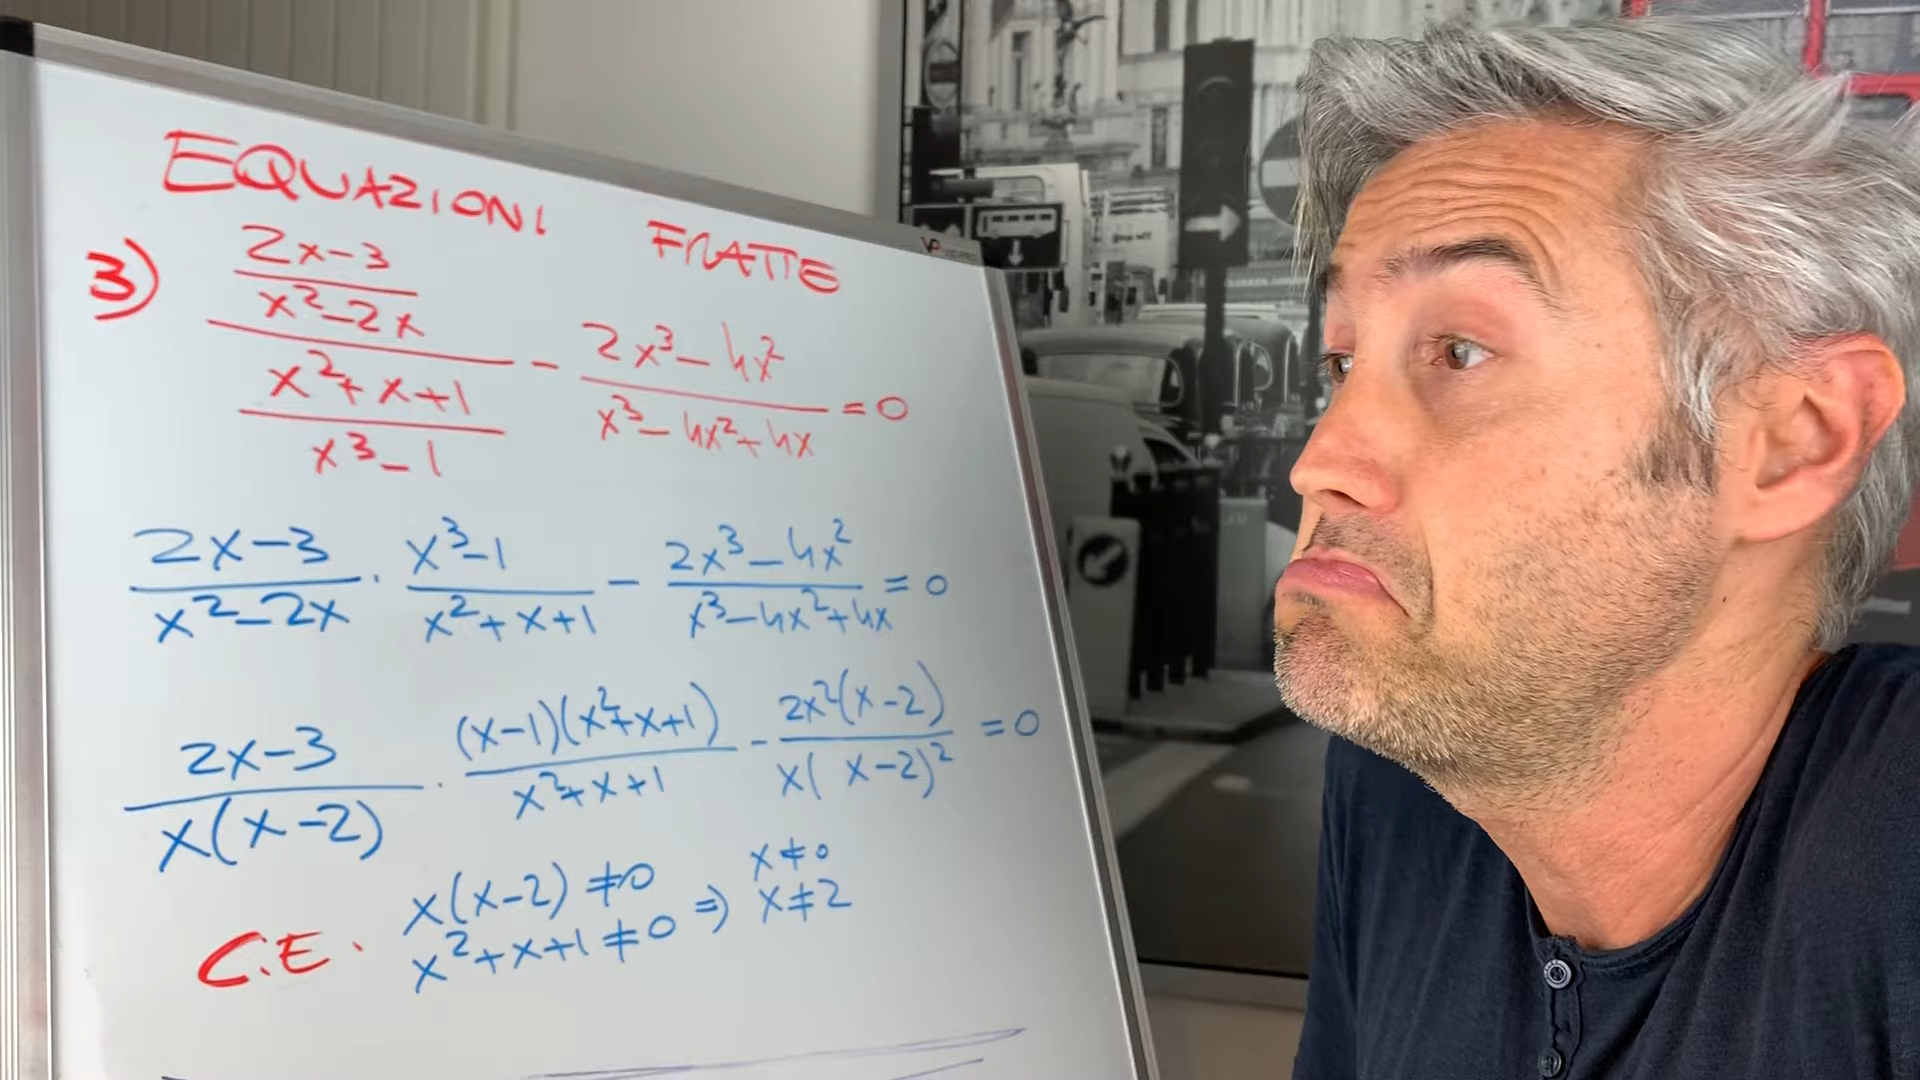 EQUAZIONI FRATTE
3) (2x-3)/(x²-2x) / (x²+x+1)/(x³-1) - (2x³-4x²)/(x³-4x²+4x) = 0
(2x-3)/(x²-2x) · (x³-1)/(x²+x+1) - (2x³-4x²)/(x³-4x²+4x) = 0
(2x-3)/(x(x-2)) · ((x-1)(x²+x+1))/(x²+x+1) - (2x²(x-2))/(x(x-2)²) = 0
C.E. x(x-2) ≠ 0
x²+x+1 ≠ 0 ⇒ x ≠ 0
x ≠ 2